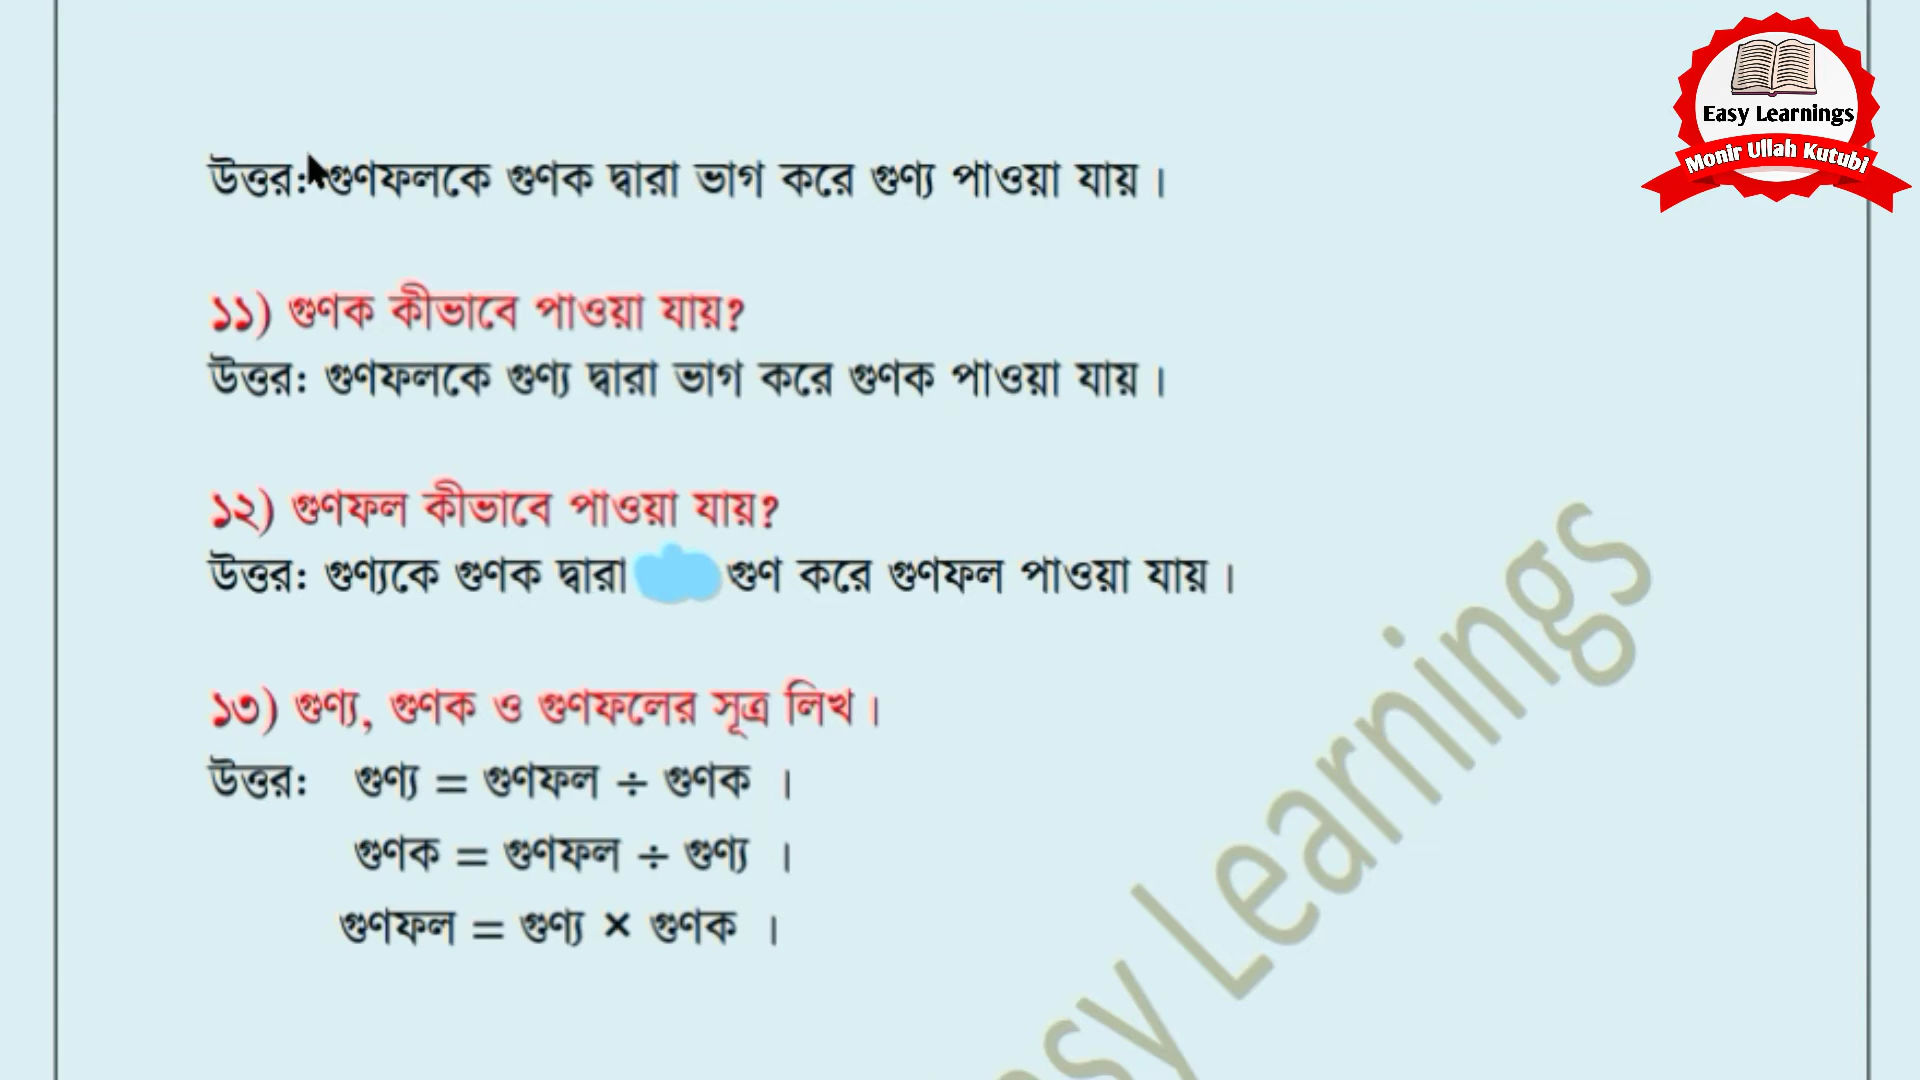 Easy Learnings
Monir Ullah Kutubi
উত্তর: গুণফলকে গুণক দ্বারা ভাগ করে গুণ্য পাওয়া যায়।
১১) গুণক কীভাবে পাওয়া যায়?
উত্তর: গুণফলকে গুণ্য দ্বারা ভাগ করে গুণক পাওয়া যায়।
১২) গুণফল কীভাবে পাওয়া যায়?
উত্তর: গুণ্যকে গুণক দ্বারা গুণ করে গুণফল পাওয়া যায়।
১৩) গুণ্য, গুণক ও গুণফলের সূত্র লিখ।
উত্তর: গুণ্য = গুণফল ÷ গুণক ।
গুণক = গুণফল ÷ গুণ্য ।
গুণফল = গুণ্য × গুণক ।
asy Learnings